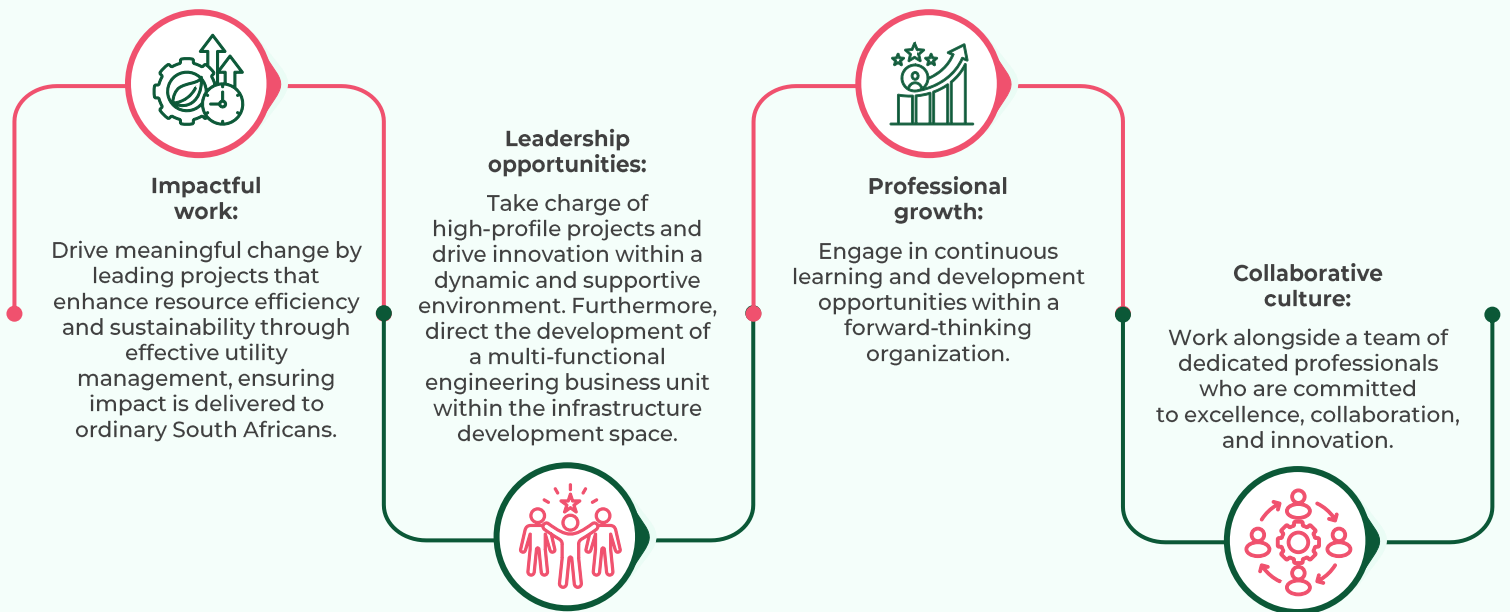 Impactful
work:
Drive meaningful change by
leading projects that
enhance resource efficiency
and sustainability through
effective utility
management, ensuring
impact is delivered to
ordinary South Africans.
Leadership
opportunities:
Take charge of
high-profile projects and
drive innovation within a
dynamic and supportive
environment. Furthermore,
direct the development of
a multi-functional
engineering business unit
within the infrastructure
development space.
Professional
growth:
Engage in continuous
learning and development
opportunities within a
forward-thinking
organization.
Collaborative
culture:
Work alongside a team of
dedicated professionals
who are committed
to excellence, collaboration,
and innovation.